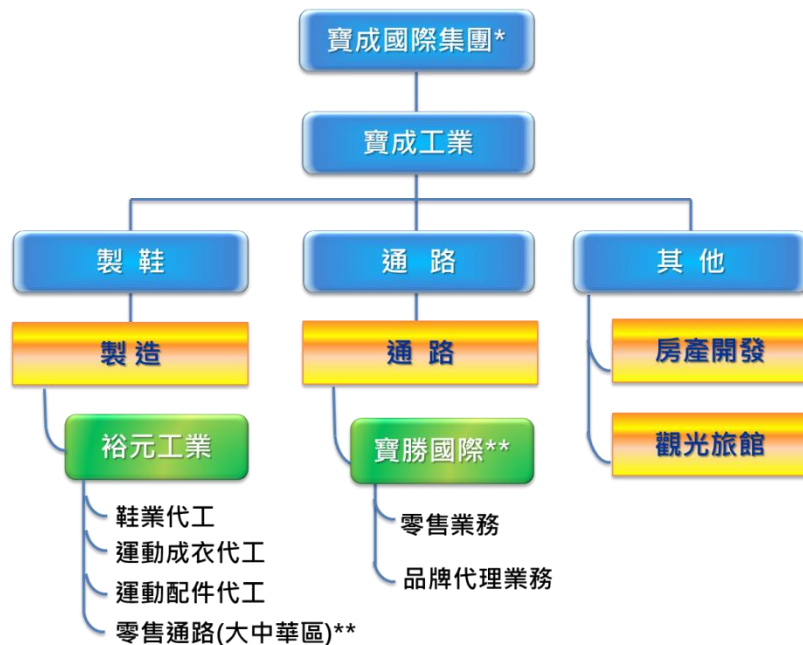 寶成國際集團*
寶成工業
製 鞋
通 路
其 他
製造
通 路
房產開發
裕元工業
寶勝國際**
觀光旅館
鞋業代工
運動成衣代工
運動配件代工
零售通路(大中華區)**
零售業務
品牌代理業務